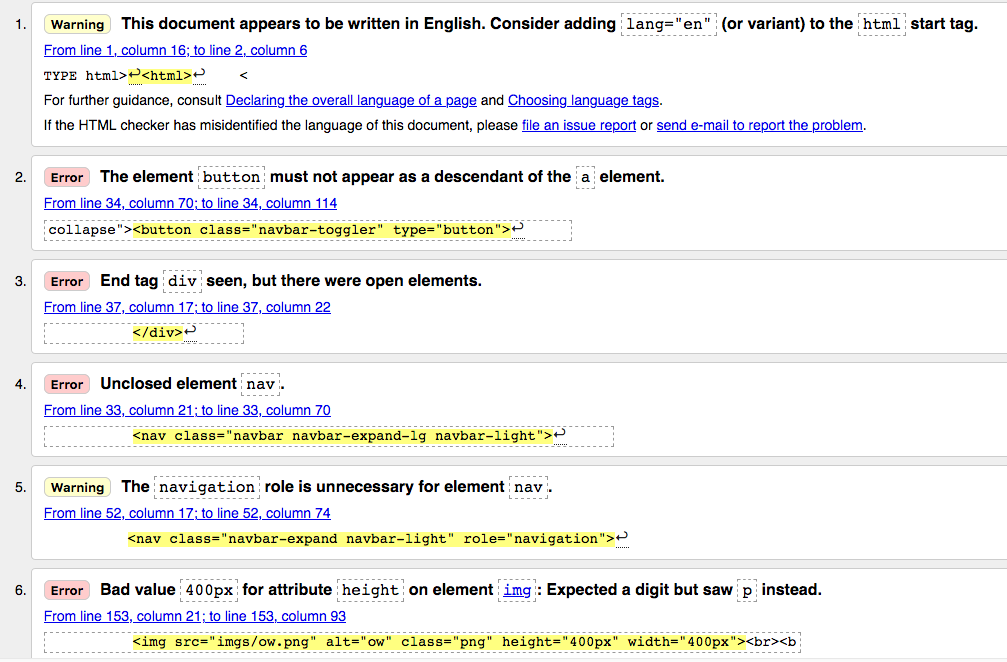 1. Warning This document appears to be written in English. Consider adding lang="en" (or variant) to the html start tag.
From line 1, column 16; to line 2, column 6
TYPE html>↩<html>↩    <
For further guidance, consult Declaring the overall language of a page and Choosing language tags.
If the HTML checker has misidentified the language of this document, please file an issue report or send e-mail to report the problem.
2. Error The element button must not appear as a descendant of the a element.
From line 34, column 70; to line 34, column 114
collapse"><button class="navbar-toggler" type="button">↩
3. Error End tag div seen, but there were open elements.
From line 37, column 17; to line 37, column 22
</div>↩
4. Error Unclosed element nav.
From line 33, column 21; to line 33, column 70
<nav class="navbar navbar-expand-lg navbar-light">↩
5. Warning The navigation role is unnecessary for element nav.
From line 52, column 17; to line 52, column 74
<nav class="navbar-expand navbar-light" role="navigation">↩
6. Error Bad value 400px for attribute height on element img: Expected a digit but saw p instead.
From line 153, column 21; to line 153, column 93
<img src="imgs/ow.png" alt="ow" class="png" height="400px" width="400px"><br><b